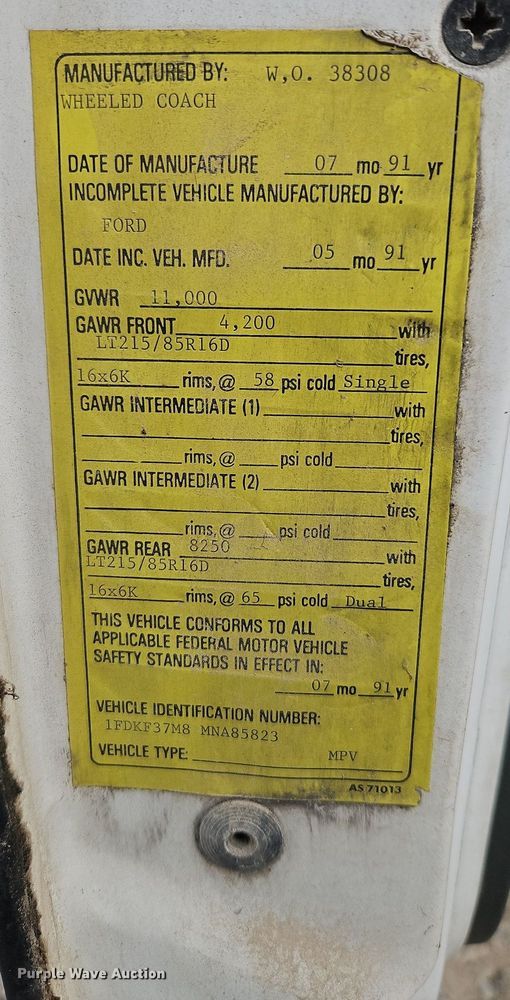 MANUFACTURED BY: W,O. 38308
WHEELED COACH
DATE OF MANUFACTURE 07 mo 91 yr
INCOMPLETE VEHICLE MANUFACTURED BY:
FORD
DATE INC. VEH. MFD. 05 mo 91 yr
GVWR 11,000
GAWR FRONT 4,200 with
LT215/85R16D tires,
16x6K rims, @ 58 psi cold Single
GAWR INTERMEDIATE (1) with
tires,
rims, @ psi cold
GAWR INTERMEDIATE (2) with
tires,
rims, @ psi cold
GAWR REAR 8250 with
LT215/85R16D tires,
16x6K rims, @ 65 psi cold Dual
THIS VEHICLE CONFORMS TO ALL
APPLICABLE FEDERAL MOTOR VEHICLE
SAFETY STANDARDS IN EFFECT IN:
07 mo 91 yr
VEHICLE IDENTIFICATION NUMBER:
1FDKF37M8 MNA85823
VEHICLE TYPE: MPV
AS 71013
Purple Wave Auction